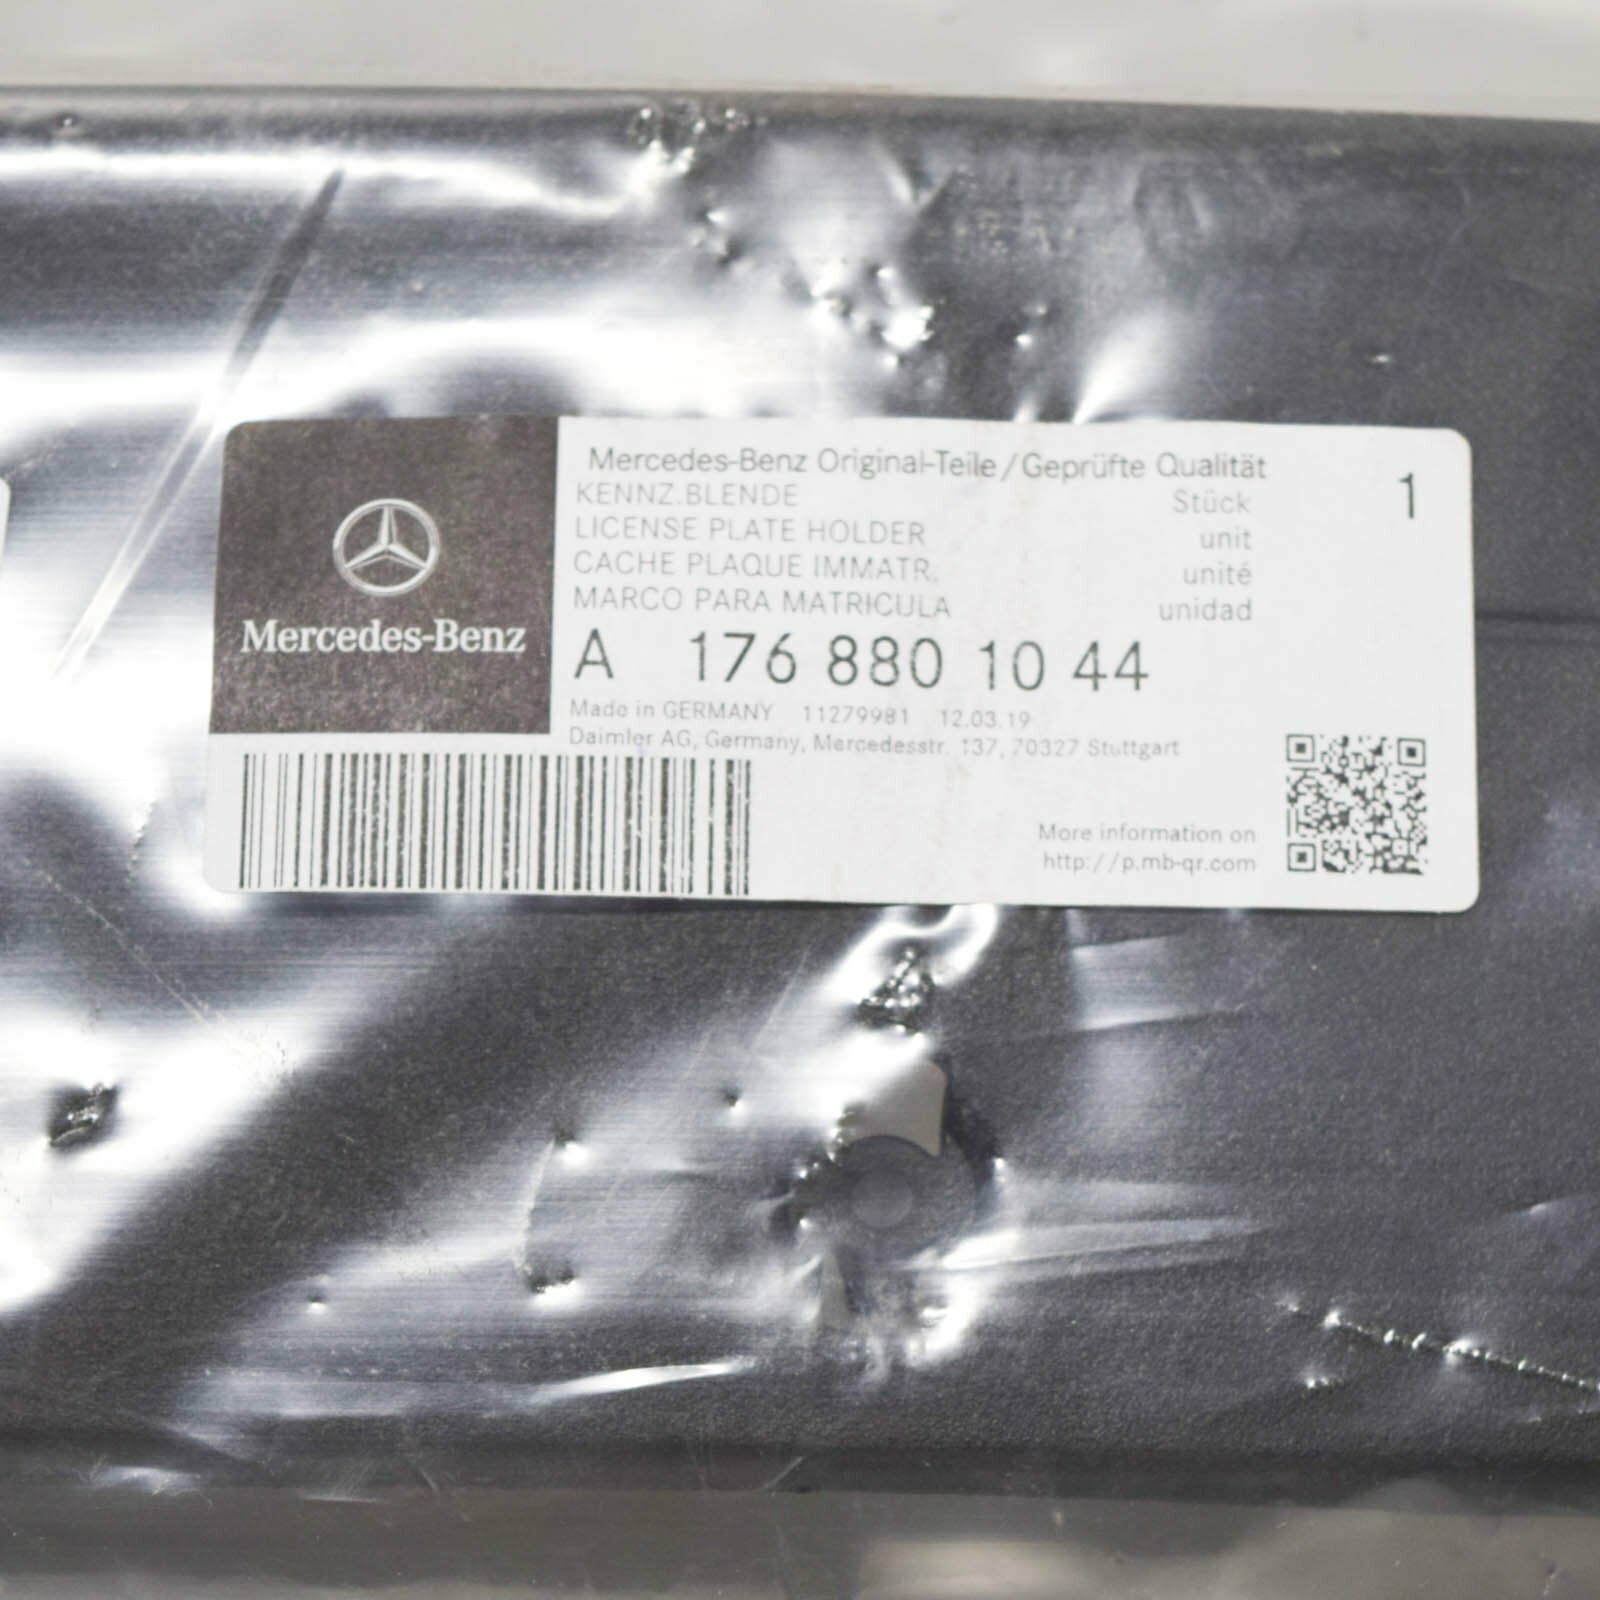 Mercedes-Benz
Mercedes-Benz Original-Teile/Geprüfte Qualität
KENNZ.BLENDE Stück 1
LICENSE PLATE HOLDER unit
CACHE PLAQUE IMMATR. unité
MARCO PARA MATRICULA unidad
A 176 880 10 44
Made in GERMANY 11279981 12.03.19
Daimler AG, Germany, Mercedesstr. 137, 70327 Stuttgart
More information on
http://p.mb-qr.com